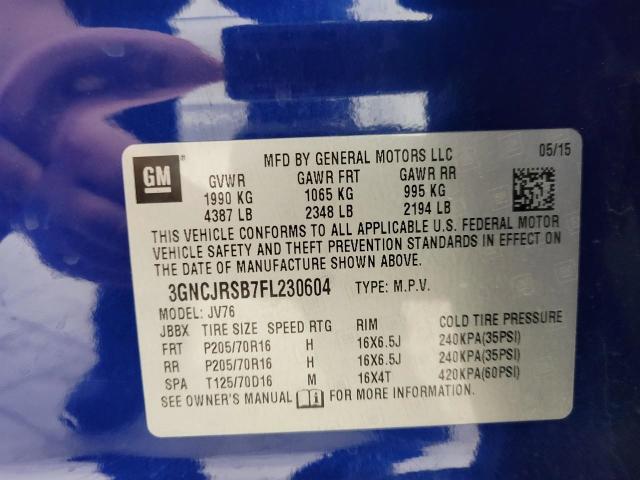 GM
MFD BY GENERAL MOTORS LLC 05/15
GVWR GAWR FRT GAWR RR
1990 KG 1065 KG 995 KG
4387 LB 2348 LB 2194 LB
THIS VEHICLE CONFORMS TO ALL APPLICABLE U.S. FEDERAL MOTOR
VEHICLE SAFETY AND THEFT PREVENTION STANDARDS IN EFFECT ON
THE DATE OF MANUFACTURE SHOWN ABOVE.
3GNCJRSB7FL230604 TYPE: M.P.V.
MODEL: JV76
JBBX TIRE SIZE SPEED RTG RIM COLD TIRE PRESSURE
FRT P205/70R16 H 16X6.5J 240KPA(35PSI)
RR P205/70R16 H 16X6.5J 240KPA(35PSI)
SPA T125/70D16 M 16X4T 420KPA(60PSI)
SEE OWNER'S MANUAL FOR MORE INFORMATION.